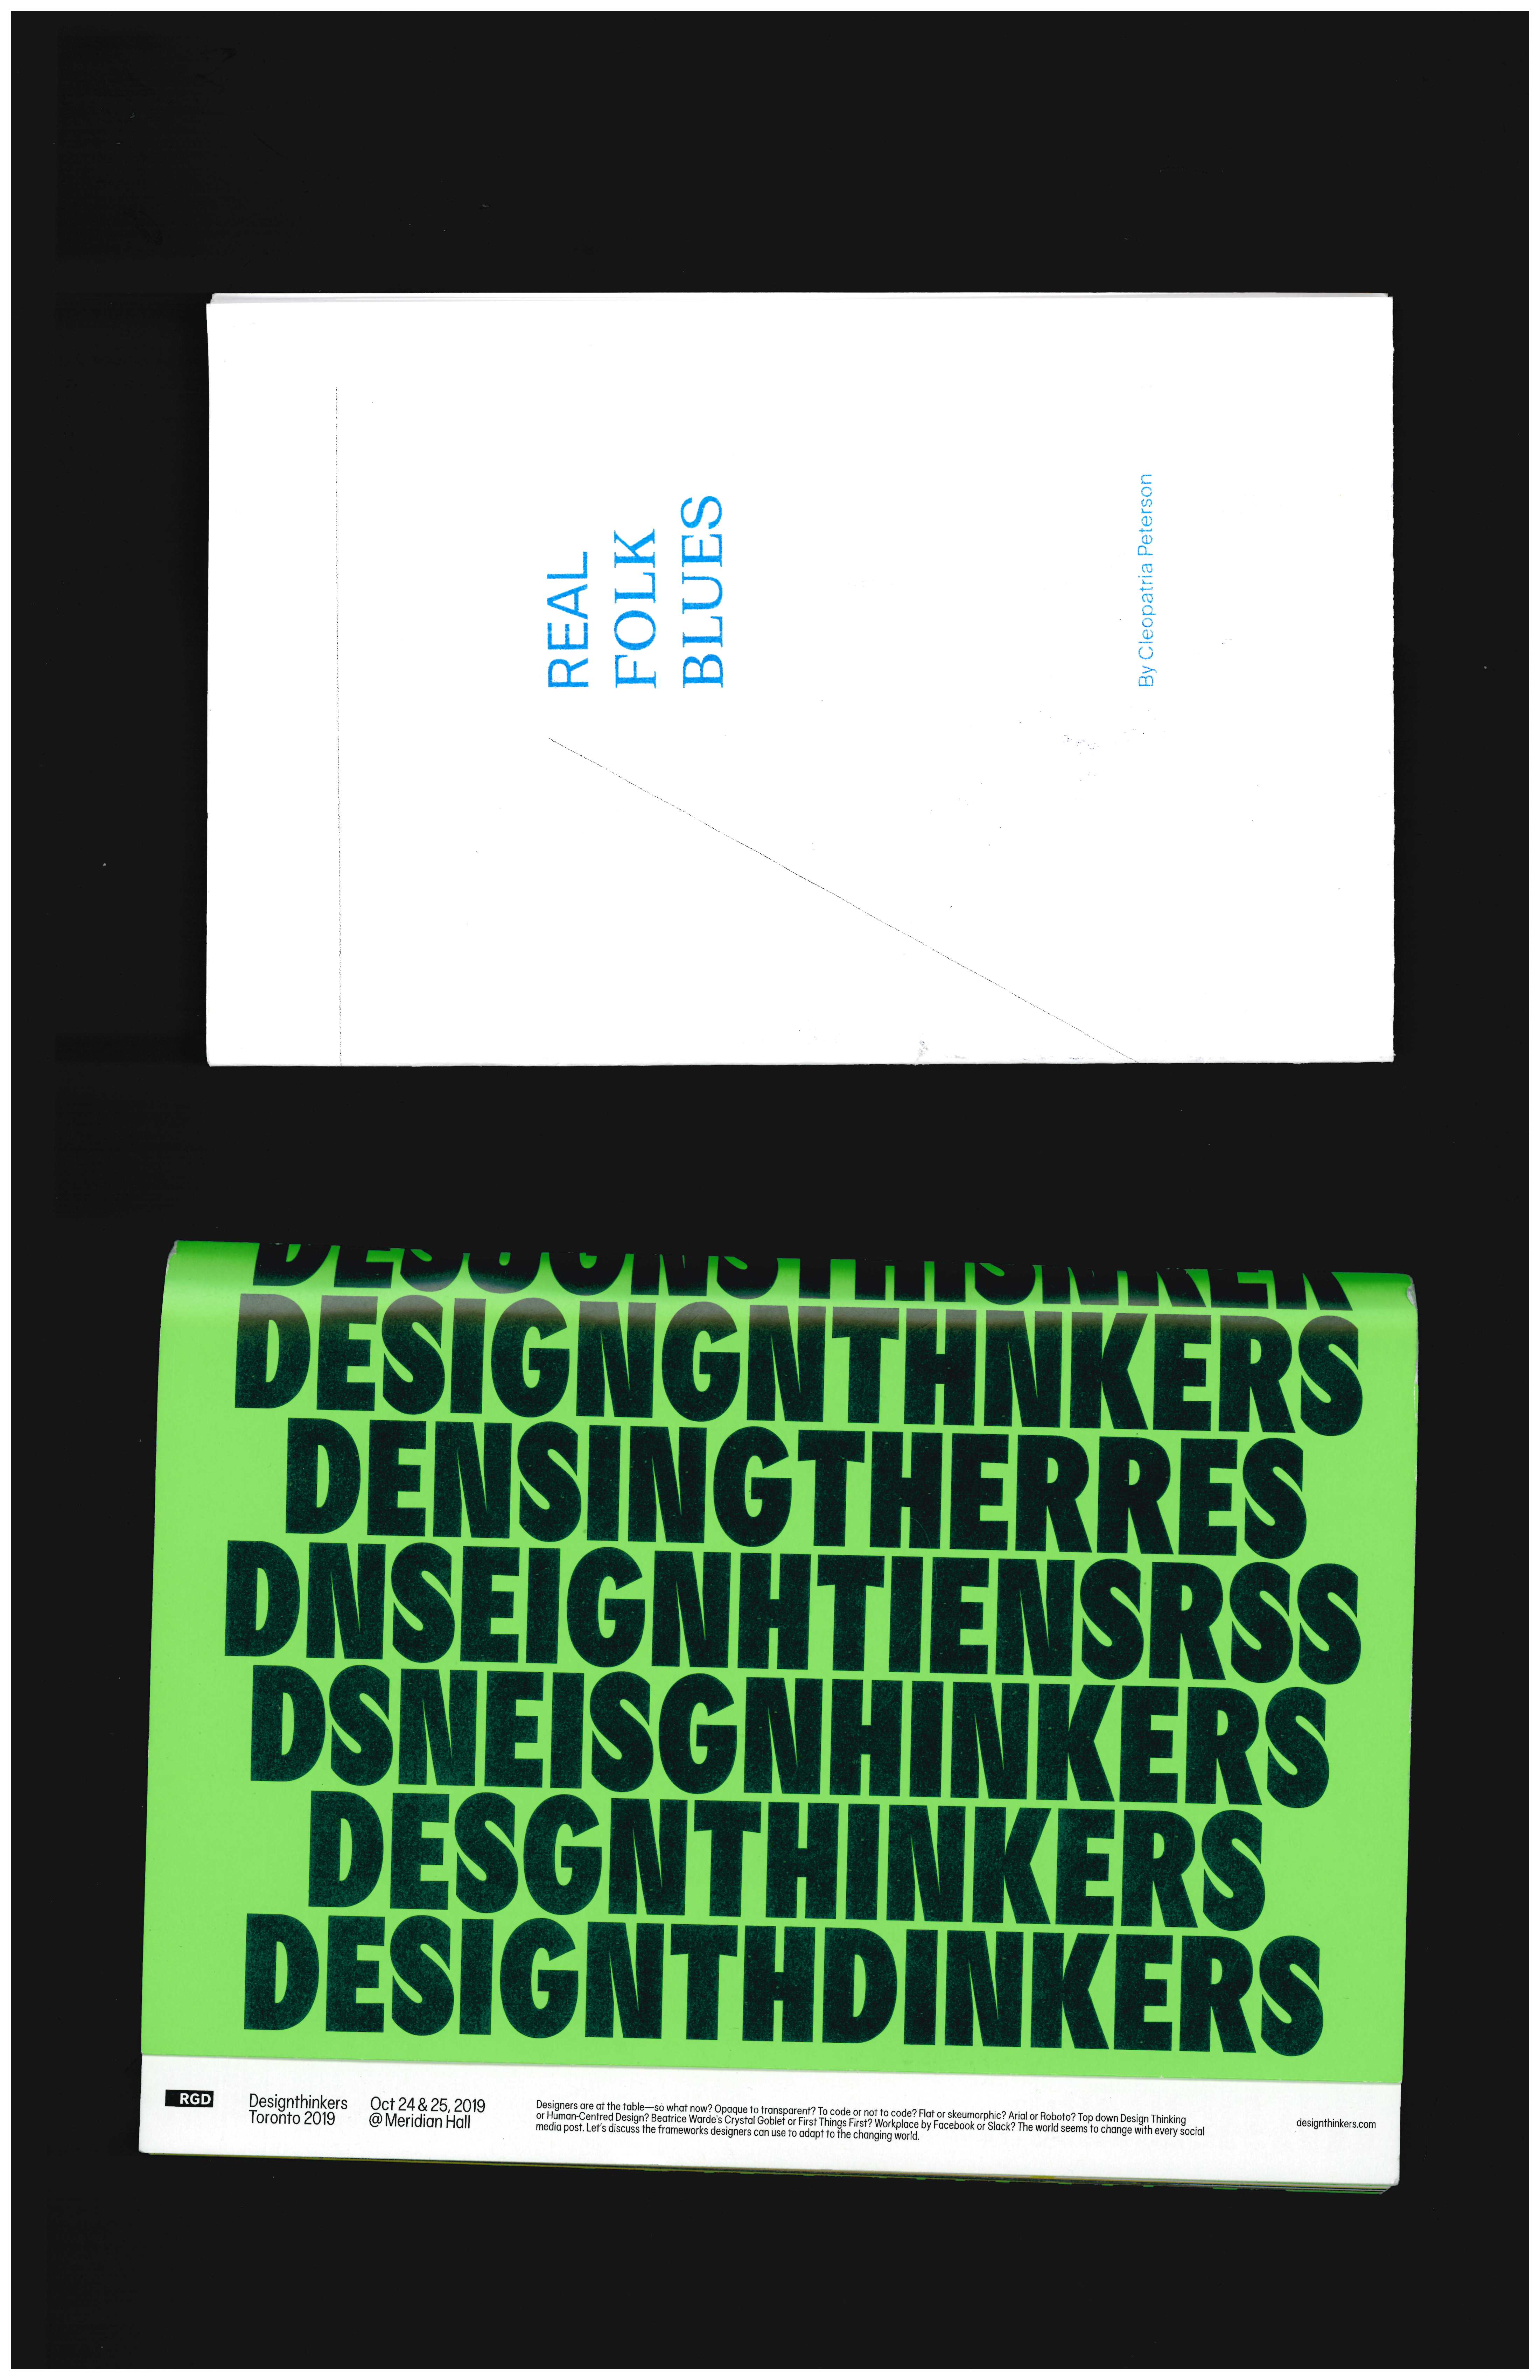 REAL
FOLK
BLUES
By Cleopatria Peterson
DESIGNGNTHNKERS
DENSINGTHERRES
DNSEIGNHTIENSRSS
DSNEISGNHINKERS
DESGNTHINKERS
DESIGNTHDINKERS
RGD
Designthinkers
Toronto 2019
Oct 24 & 25, 2019
@ Meridian Hall
Designers are at the table—so what now? Opaque to transparent? To code or not to code? Flat or skeumorphic? Arial or Roboto? Top down Design Thinking
or Human-Centred Design? Beatrice Warde's Crystal Goblet or First Things First? Workplace by Facebook or Slack? The world seems to change with every social
media post. Let's discuss the frameworks designers can use to adapt to the changing world.
designthinkers.com